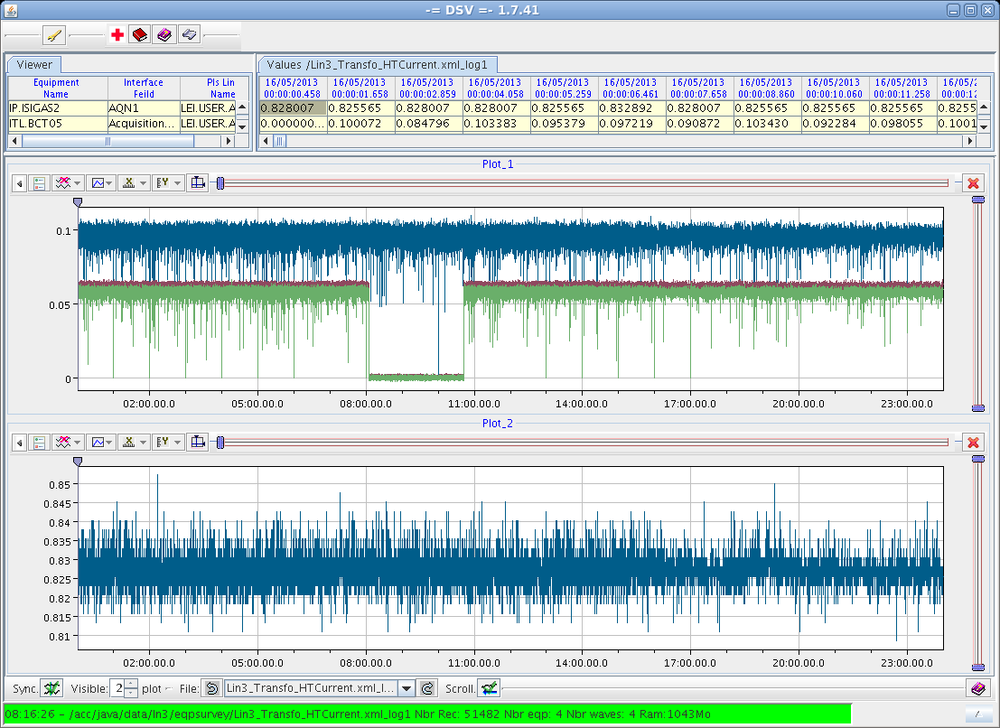 -= DSV =- 1.7.41
Viewer
Values /Lin3_Transfo_HTCurrent.xml_log1
Equipment Name Interface Feild Pls Lin Name
IP.ISIGAS2 AQN1 LEI.USER.A
ITL.BCT05 Acquisition... LEI.USER.A
16/05/2013 16/05/2013 16/05/2013 16/05/2013 16/05/2013 16/05/2013 16/05/2013 16/05/2013 16/05/2013 16/05/2013 16/05/2
00:00:00.458 00:00:01.658 00:00:02.859 00:00:04.058 00:00:05.259 00:00:06.461 00:00:07.658 00:00:08.860 00:00:10.060 00:00:11.258 00:00:12
0.828007 0.825565 0.828007 0.828007 0.825565 0.832892 0.828007 0.825565 0.825565 0.825565 0.8255
0.000000... 0.100072 0.084796 0.103383 0.095379 0.097219 0.090872 0.103430 0.092284 0.098055 0.1001
Plot_1
X Y
0.1
0.05
0
02:00:00.0 05:00:00.0 08:00:00.0 11:00:00.0 14:00:00.0 17:00:00.0 20:00:00.0 23:00:00.0
Plot_2
X Y
0.85
0.845
0.84
0.835
0.83
0.825
0.82
0.815
0.81
02:00:00.0 05:00:00.0 08:00:00.0 11:00:00.0 14:00:00.0 17:00:00.0 20:00:00.0 23:00:00.0
Sync. Visible: 2 plot File: Lin3_Transfo_HTCurrent.xml_l... Scroll.
08:16:26 - /acc/java/data/ln3/eqpsurvey/Lin3_Transfo_HTCurrent.xml_log1 Nbr Rec: 51482 Nbr eqp: 4 Nbr waves: 4 Ram:1043Mo